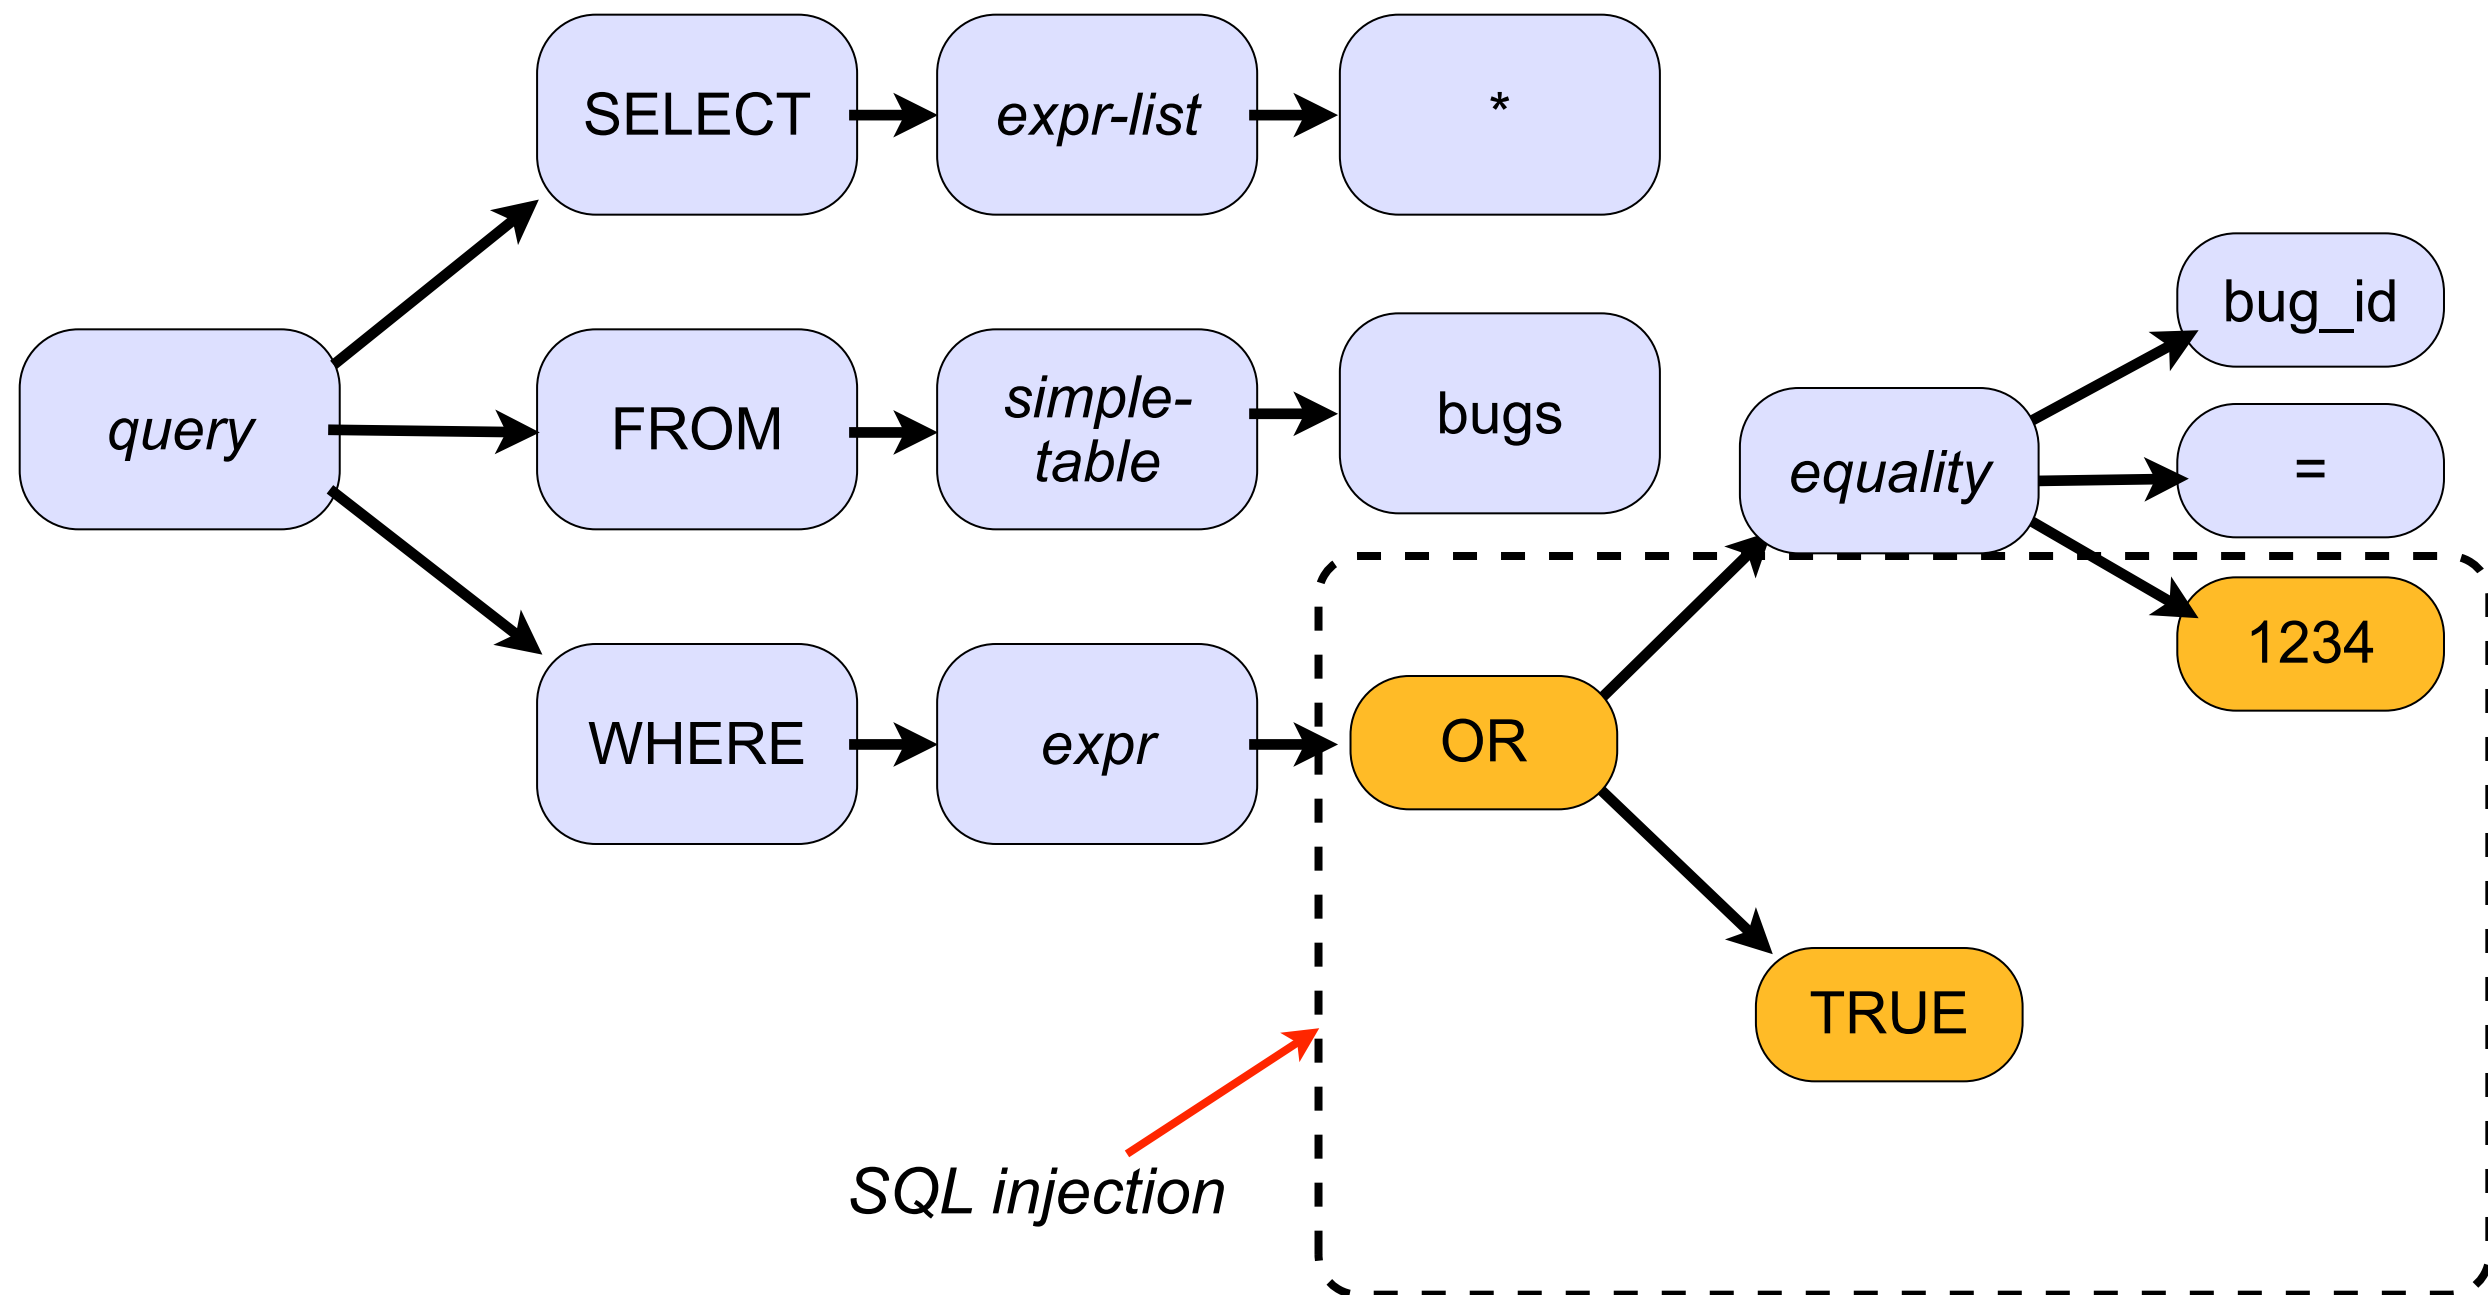 SELECT
expr-list
*
query
FROM
simple-
table
bugs
WHERE
expr
OR
equality
bug_id
=
1234
TRUE
SQL injection